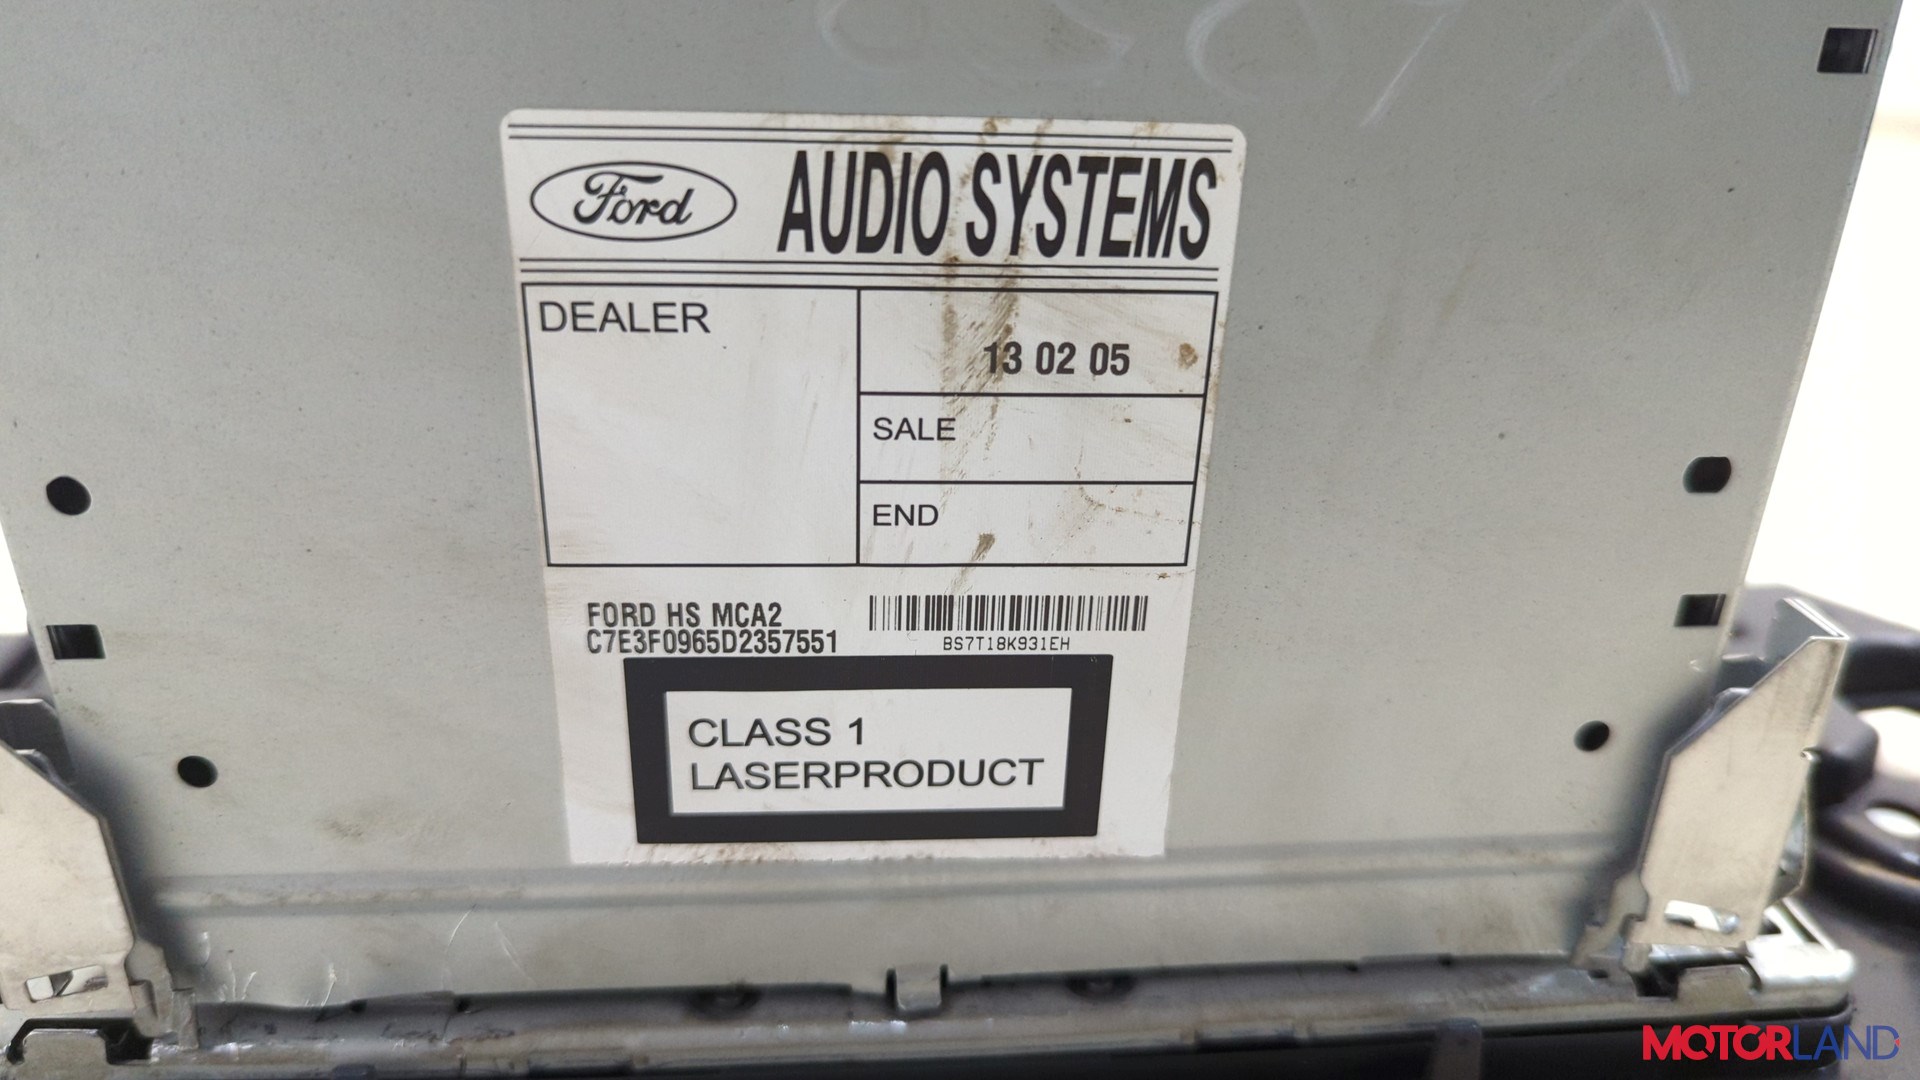 Ford AUDIO SYSTEMS
DEALER
13 02 05
SALE
END
FORD HS MCA2
C7E3F0965D2357551
BS7T18K931EH
CLASS 1
LASERPRODUCT
MOTORLAND